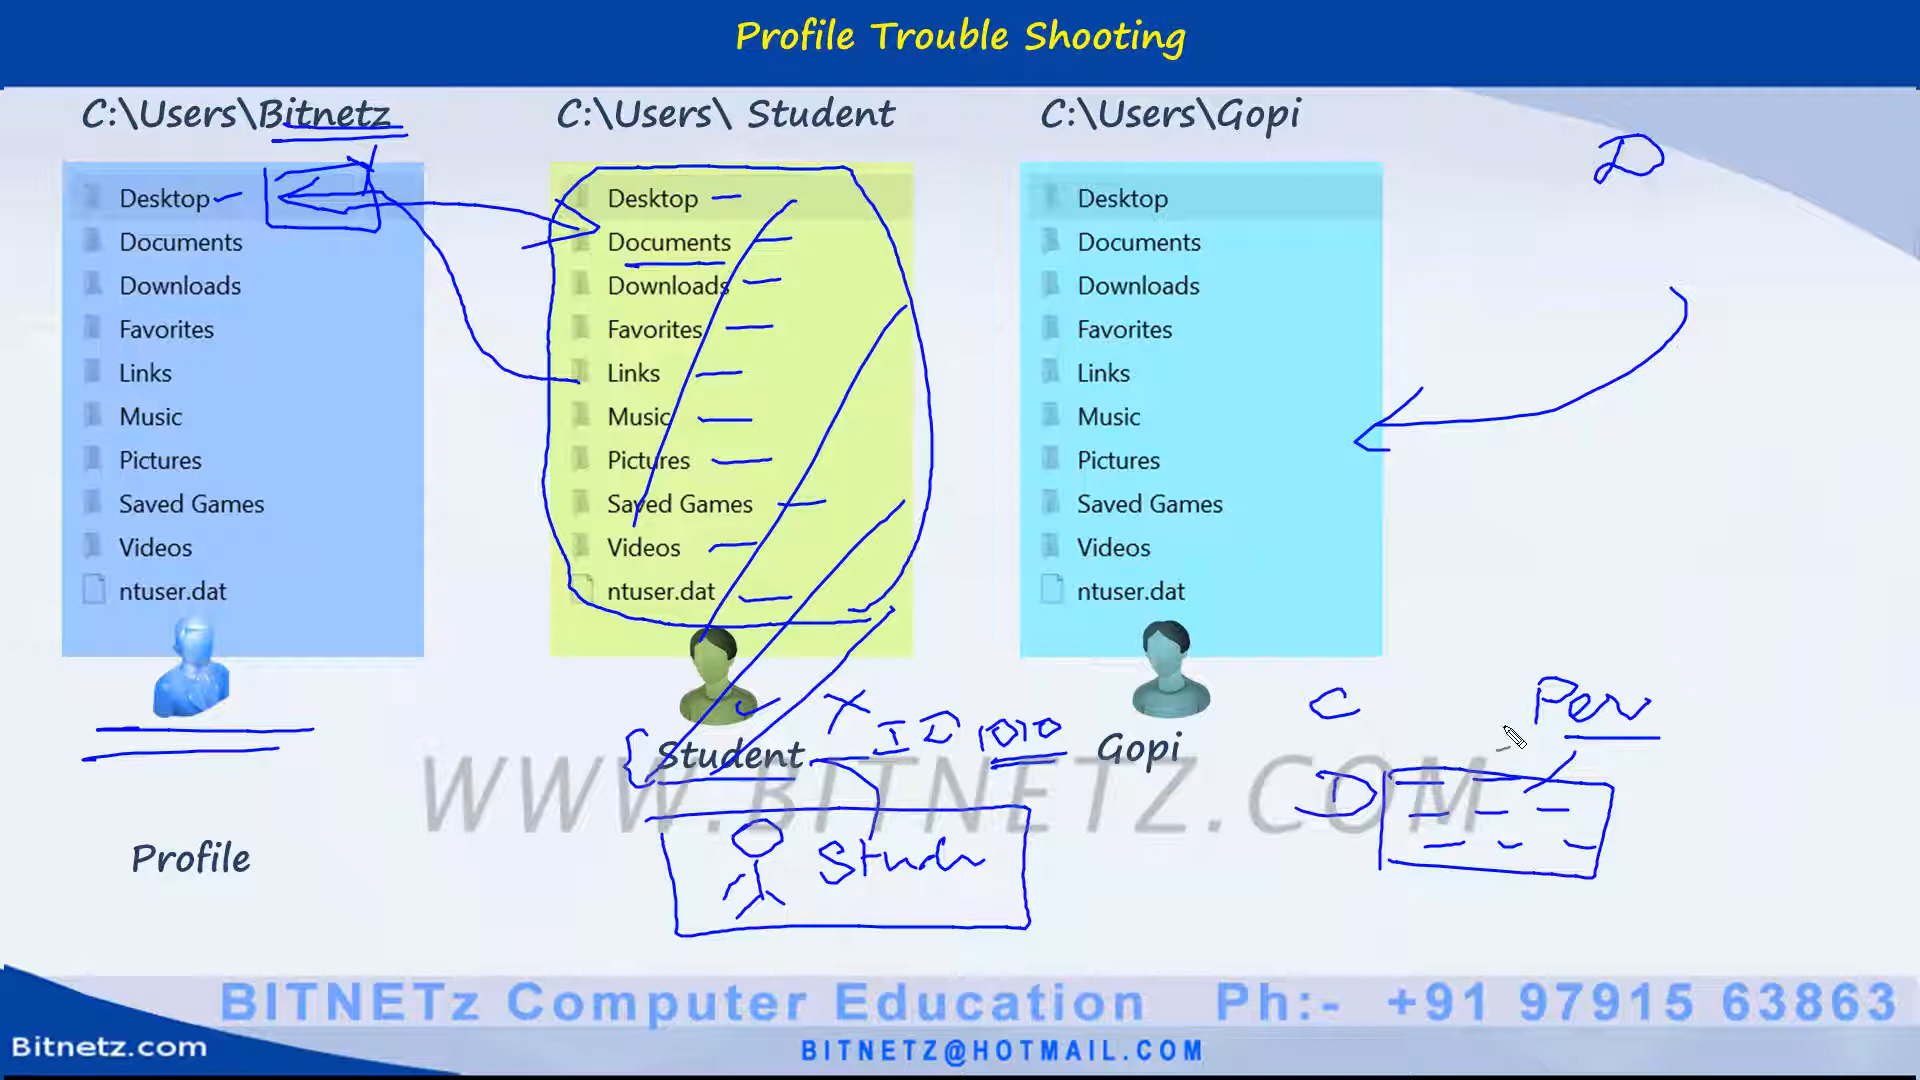 Profile Trouble Shooting
C:\Users\Bitnetz
Desktop
Documents
Downloads
Favorites
Links
Music
Pictures
Saved Games
Videos
ntuser.dat
Profile
C:\Users\ Student
Desktop
Documents
Downloads
Favorites
Links
Music
Pictures
Saved Games
Videos
ntuser.dat
Student
X
ID 1010
C:\Users\Gopi
Desktop
Documents
Downloads
Favorites
Links
Music
Pictures
Saved Games
Videos
ntuser.dat
Gopi
D
C
Per
D
WWW.BITNETZ.COM
BITNETz Computer Education Ph:- +91 97915 63863
Bitnetz.com
BITNETZ@HOTMAIL.COM